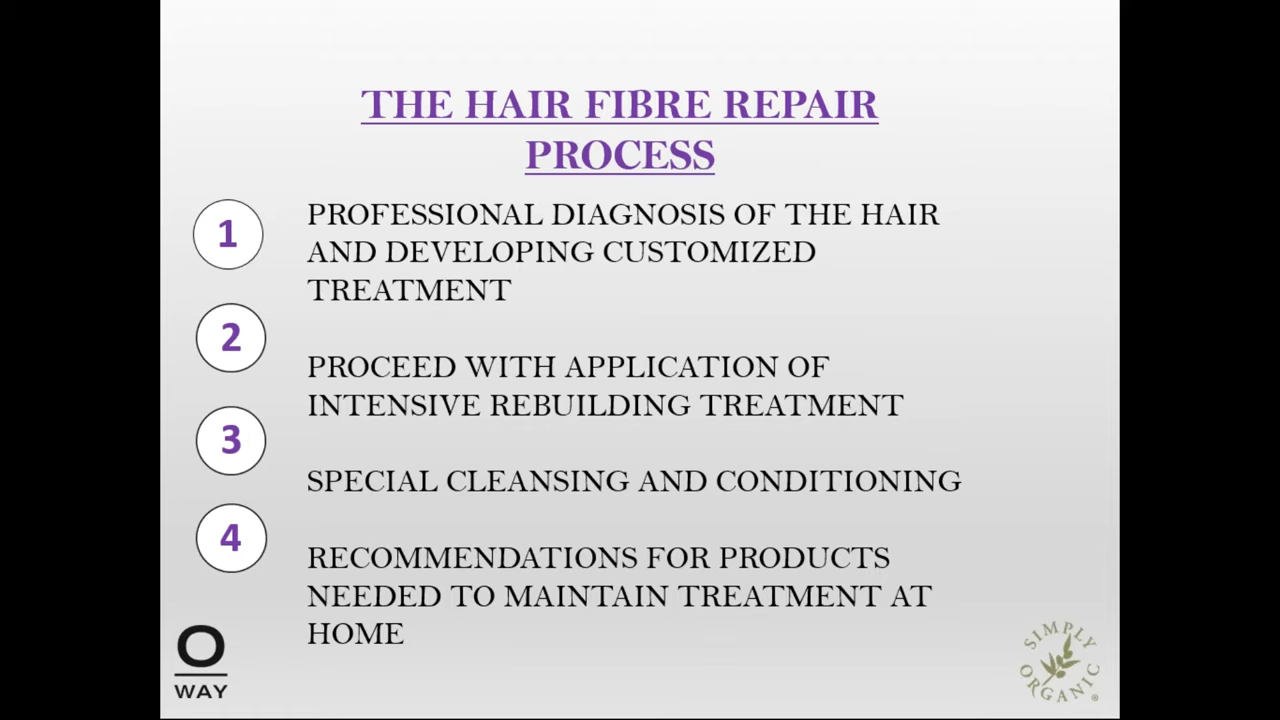 THE HAIR FIBRE REPAIR
PROCESS
1
PROFESSIONAL DIAGNOSIS OF THE HAIR
AND DEVELOPING CUSTOMIZED
TREATMENT
2
PROCEED WITH APPLICATION OF
INTENSIVE REBUILDING TREATMENT
3
SPECIAL CLEANSING AND CONDITIONING
4
RECOMMENDATIONS FOR PRODUCTS
NEEDED TO MAINTAIN TREATMENT AT
HOME
O
WAY
SIMPLY
ORGANIC®